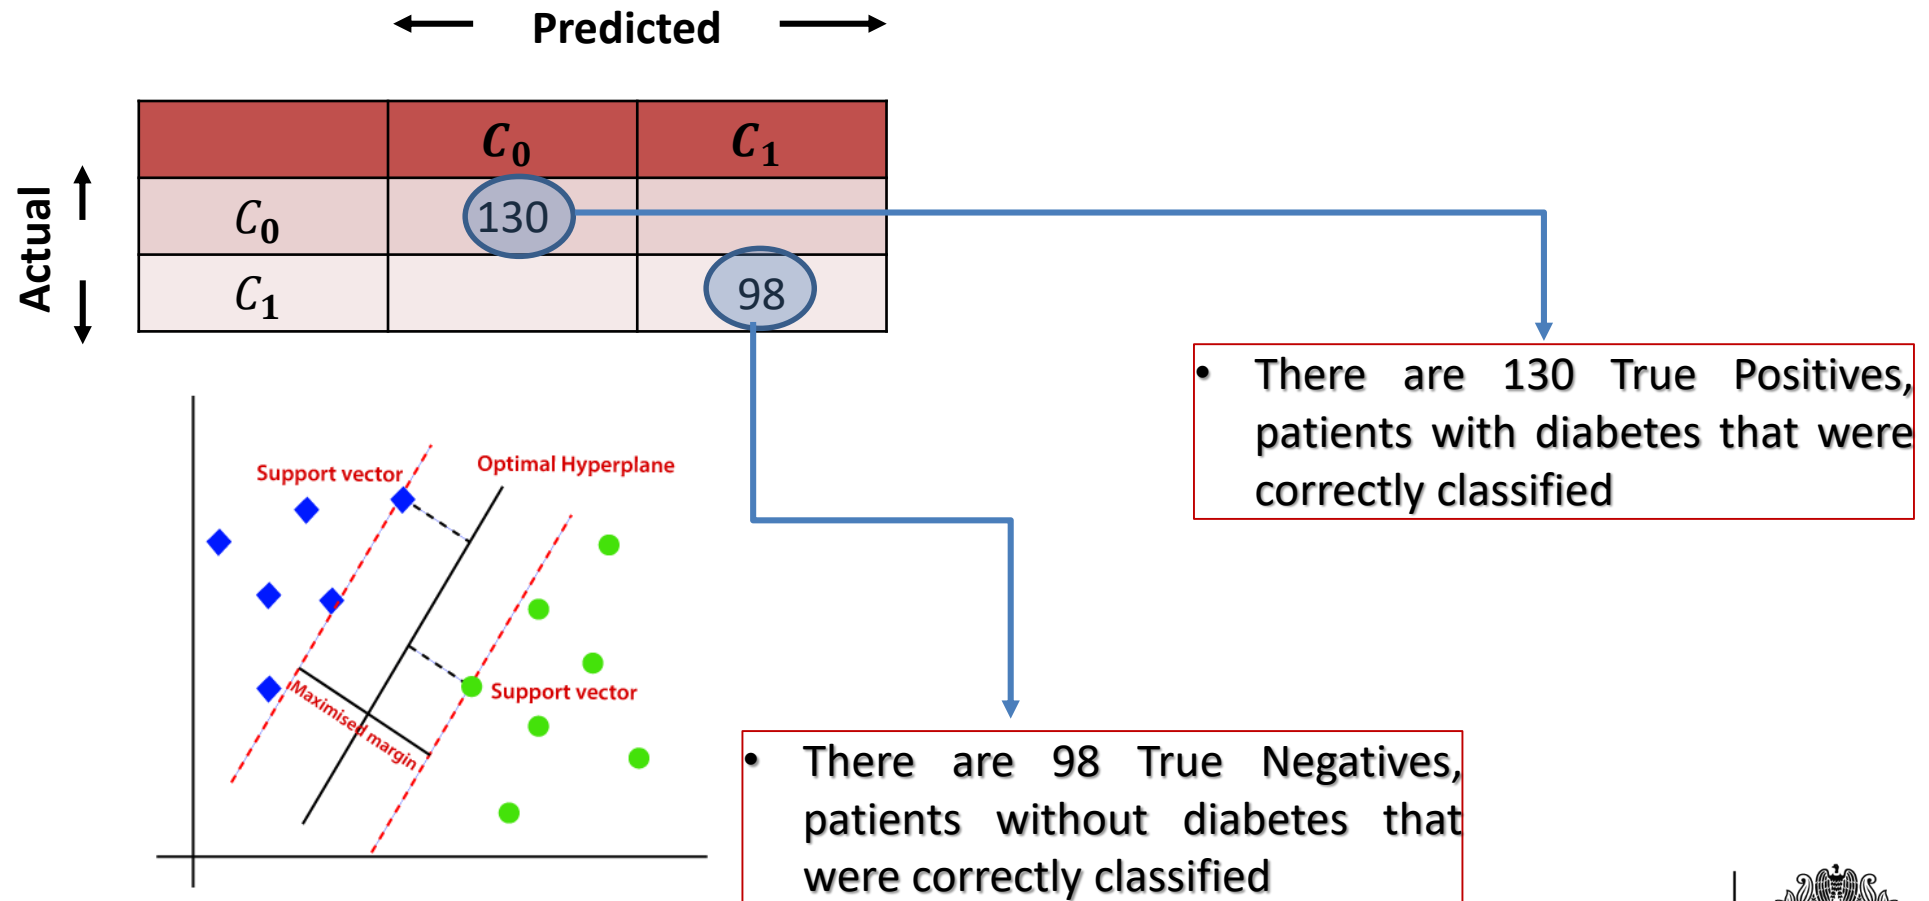 Predicted
C₀ C₁
Actual
C₀ 130
C₁ 98
• There are 130 True Positives,
patients with diabetes that were
correctly classified
Support vector
Optimal Hyperplane
Maximised margin
Support vector
• There are 98 True Negatives,
patients without diabetes that
were correctly classified